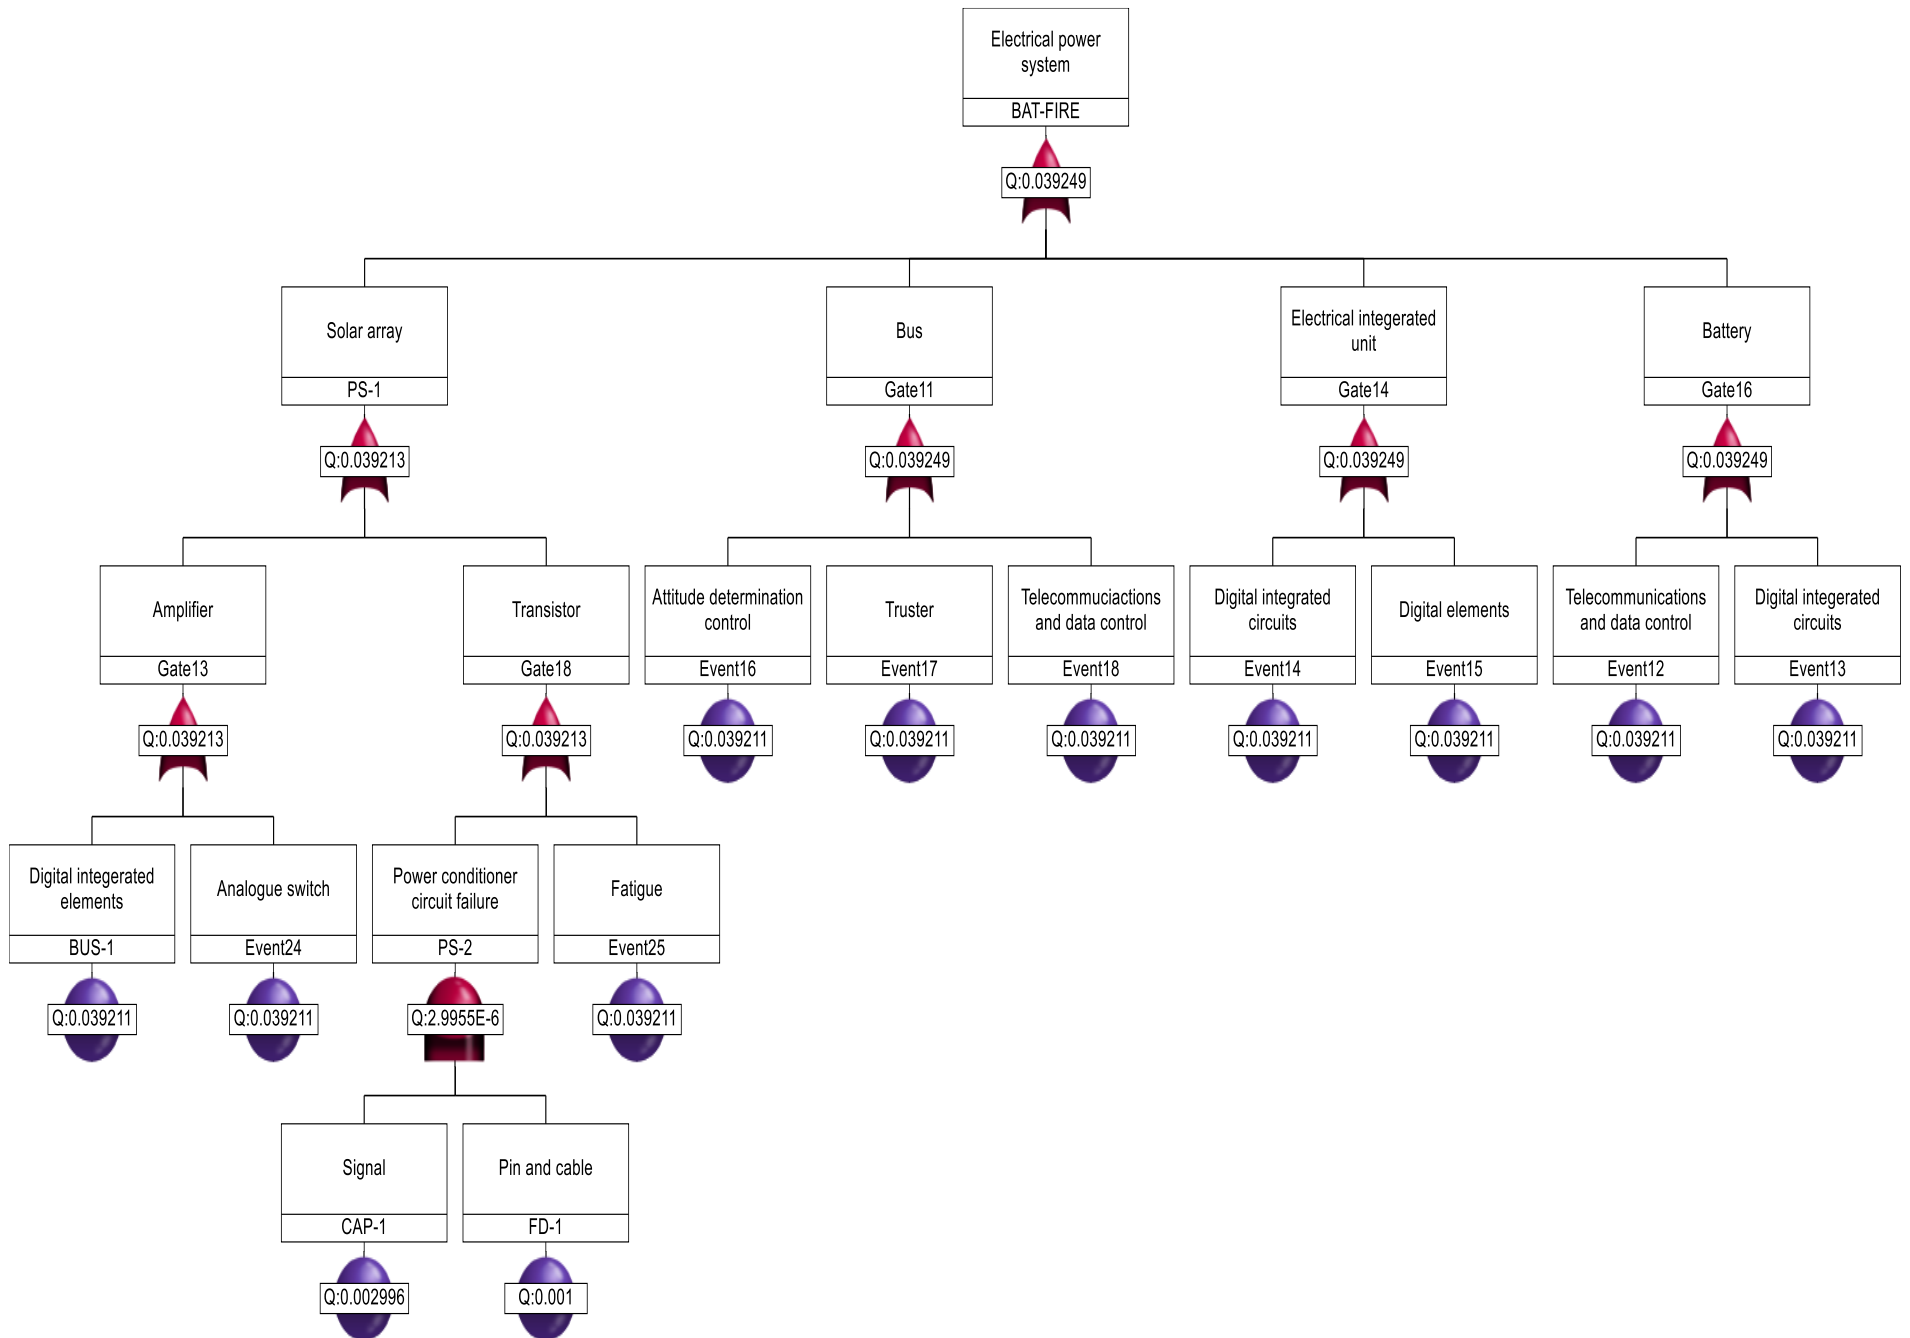 Electrical power
system
BAT-FIRE
Q:0.039249
Solar array
PS-1
Q:0.039213
Bus
Gate11
Q:0.039249
Electrical integerated
unit
Gate14
Q:0.039249
Battery
Gate16
Q:0.039249
Amplifier
Gate13
Q:0.039213
Transistor
Gate18
Q:0.039213
Attitude determination
control
Event16
Q:0.039211
Truster
Event17
Q:0.039211
Telecommuciactions
and data control
Event18
Q:0.039211
Digital integrated
circuits
Event14
Q:0.039211
Digital elements
Event15
Q:0.039211
Telecommunications
and data control
Event12
Q:0.039211
Digital integerated
circuits
Event13
Q:0.039211
Digital integerated
elements
BUS-1
Q:0.039211
Analogue switch
Event24
Q:0.039211
Power conditioner
circuit failure
PS-2
Q:2.9955E-6
Fatigue
Event25
Q:0.039211
Signal
CAP-1
Q:0.002996
Pin and cable
FD-1
Q:0.001